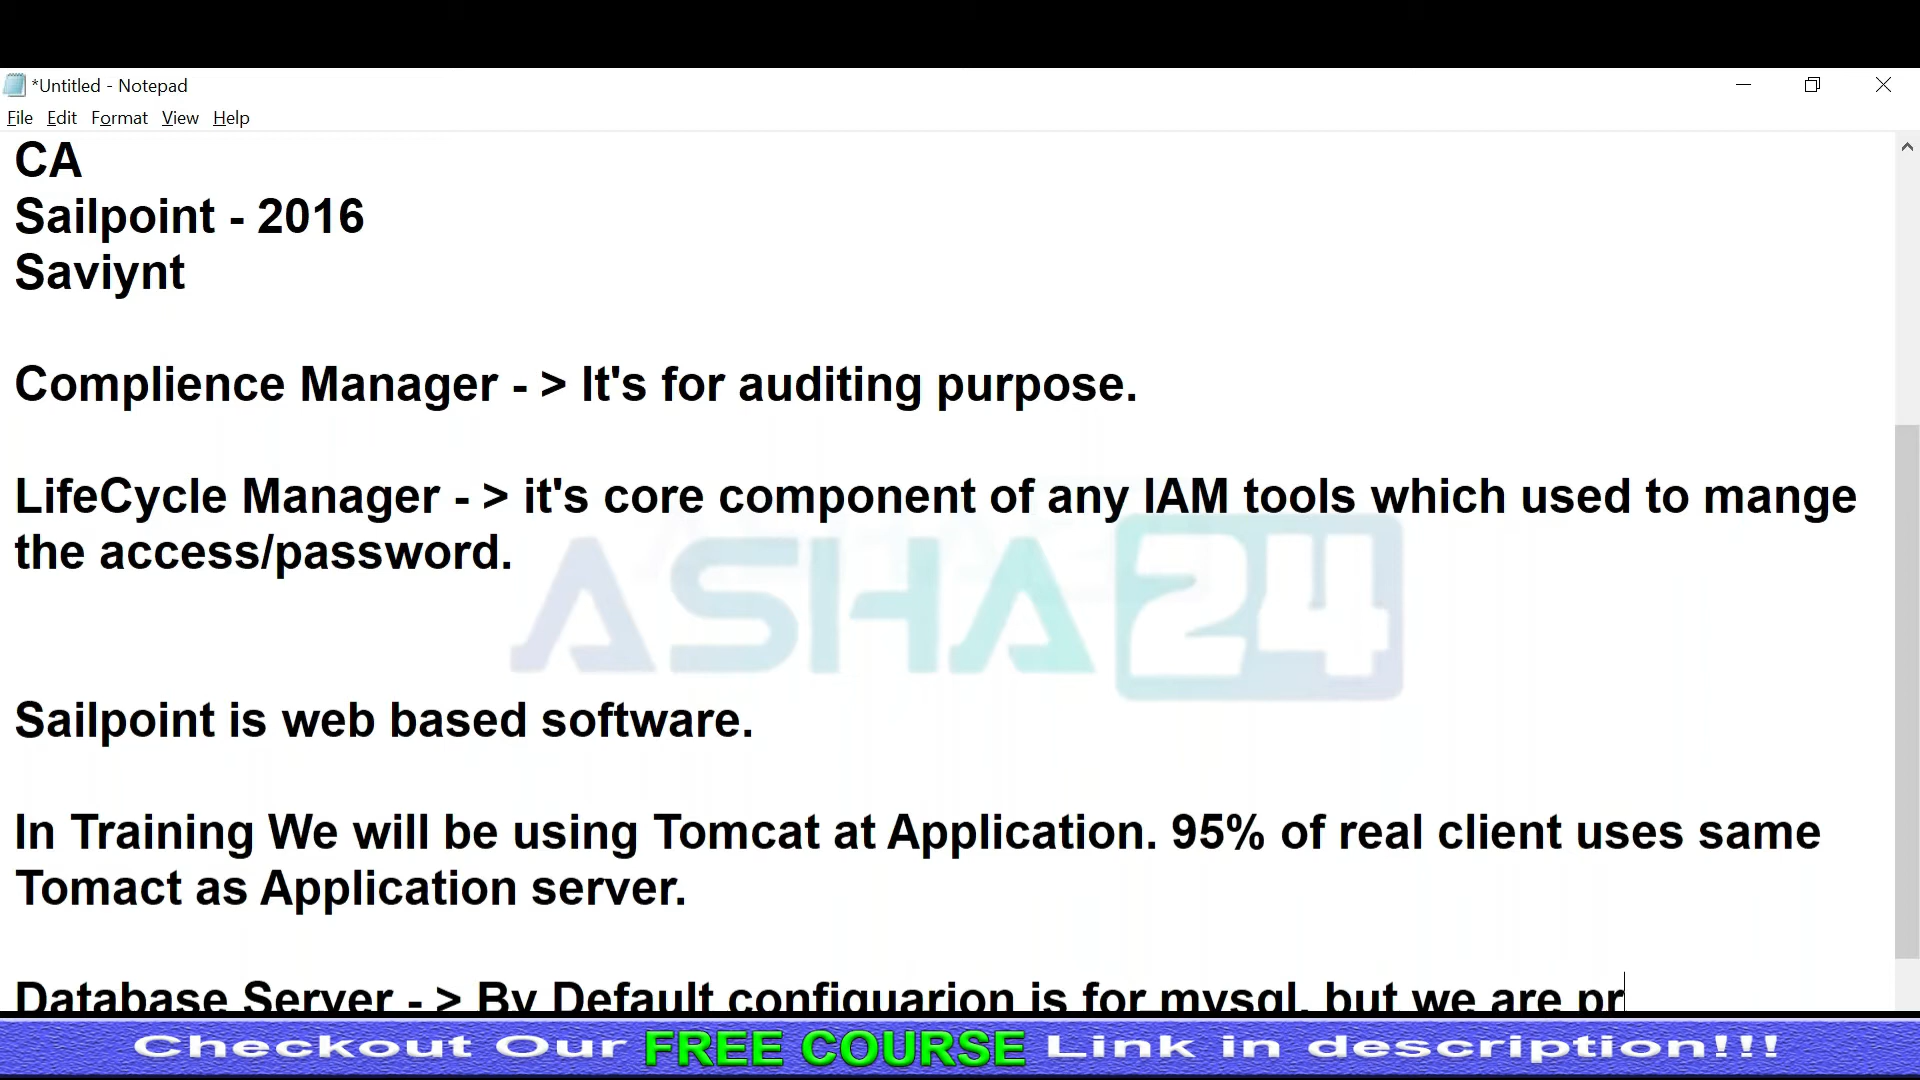 *Untitled - Notepad
File Edit Format View Help
CA
Sailpoint - 2016
Saviynt
Complience Manager - > It's for auditing purpose.
LifeCycle Manager - > it's core component of any IAM tools which used to mange
the access/password.
ASHA24
Sailpoint is web based software.
In Training We will be using Tomcat at Application. 95% of real client uses same
Tomact as Application server.
Database Server - > By Default configuarion is for mysql, but we are pr
Checkout Our FREE COURSE Link in description!!!